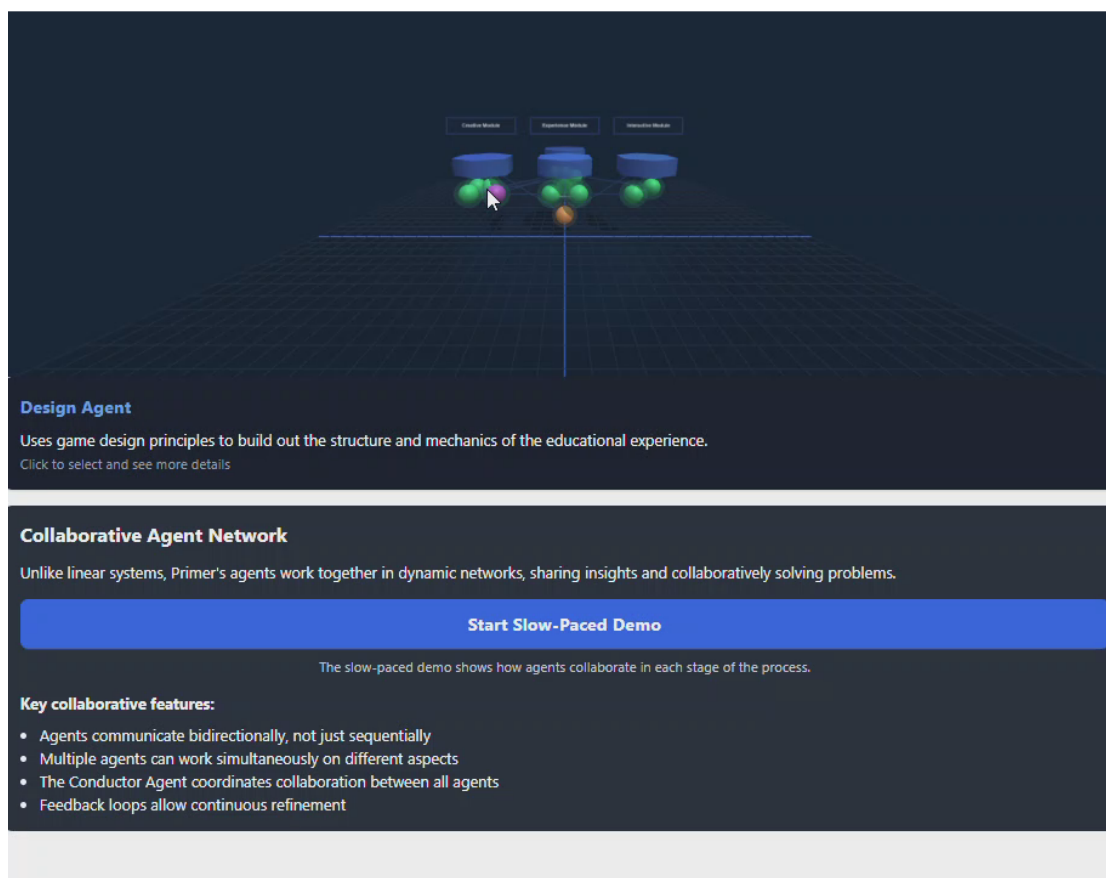 Creative Module Experience Module Interactive Module
Design Agent
Uses game design principles to build out the structure and mechanics of the educational experience.
Click to select and see more details
Collaborative Agent Network
Unlike linear systems, Primer's agents work together in dynamic networks, sharing insights and collaboratively solving problems.
Start Slow-Paced Demo
The slow-paced demo shows how agents collaborate in each stage of the process.
Key collaborative features:
• Agents communicate bidirectionally, not just sequentially
• Multiple agents can work simultaneously on different aspects
• The Conductor Agent coordinates collaboration between all agents
• Feedback loops allow continuous refinement